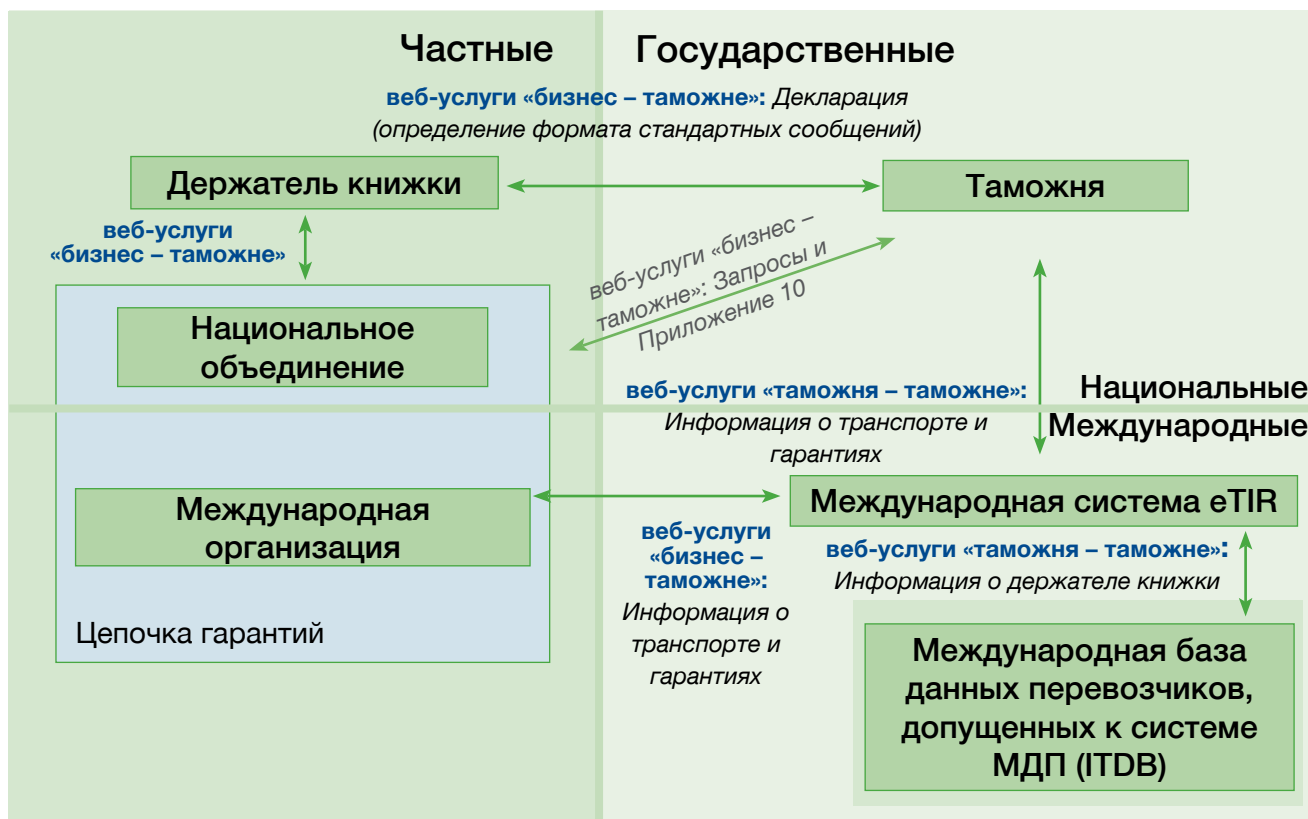 Частные
Государственные
веб-услуги «бизнес – таможне»: Декларация
(определение формата стандартных сообщений)
Держатель книжки
Таможня
веб-услуги
«бизнес – таможне»
веб-услуги «бизнес –
таможне»: Запросы и
Приложение 10
Национальное
объединение
веб-услуги «таможня – таможне»:
Информация о транспорте и
гарантиях
Национальные
Международные
Международная
организация
Цепочка гарантий
Международная система eTIR
веб-услуги
«бизнес –
таможне»:
Информация о
транспорте и
гарантиях
веб-услуги «таможня – таможне»:
Информация о держателе книжки
Международная база
данных перевозчиков,
допущенных к системе
МДП (ITDB)